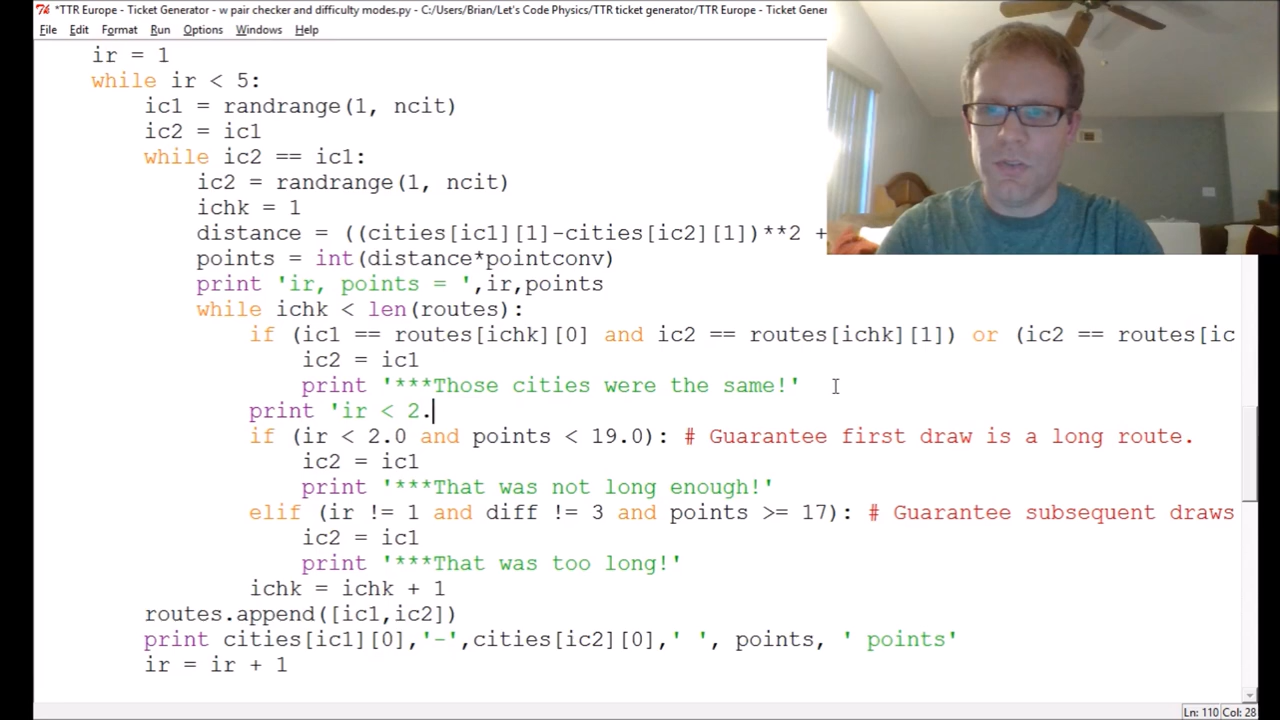 *TTR Europe - Ticket Generator - w pair checker and difficulty modes.py - C:/Users/Brian/Let's Code Physics/TTR ticket generator/TTR Europe - Ticket Gener
File Edit Format Run Options Windows Help
ir = 1
while ir < 5:
ic1 = randrange(1, ncit)
ic2 = ic1
while ic2 == ic1:
ic2 = randrange(1, ncit)
ichk = 1
distance = ((cities[ic1][1]-cities[ic2][1])**2 +
points = int(distance*pointconv)
print 'ir, points = ',ir,points
while ichk < len(routes):
if (ic1 == routes[ichk][0] and ic2 == routes[ichk][1]) or (ic2 == routes[ic
ic2 = ic1
print '***Those cities were the same!'
print 'ir < 2.
if (ir < 2.0 and points < 19.0): # Guarantee first draw is a long route.
ic2 = ic1
print '***That was not long enough!'
elif (ir != 1 and diff != 3 and points >= 17): # Guarantee subsequent draws
ic2 = ic1
print '***That was too long!'
ichk = ichk + 1
routes.append([ic1,ic2])
print cities[ic1][0],'-',cities[ic2][0],' ', points, ' points'
ir = ir + 1
Ln: 110 Col: 28